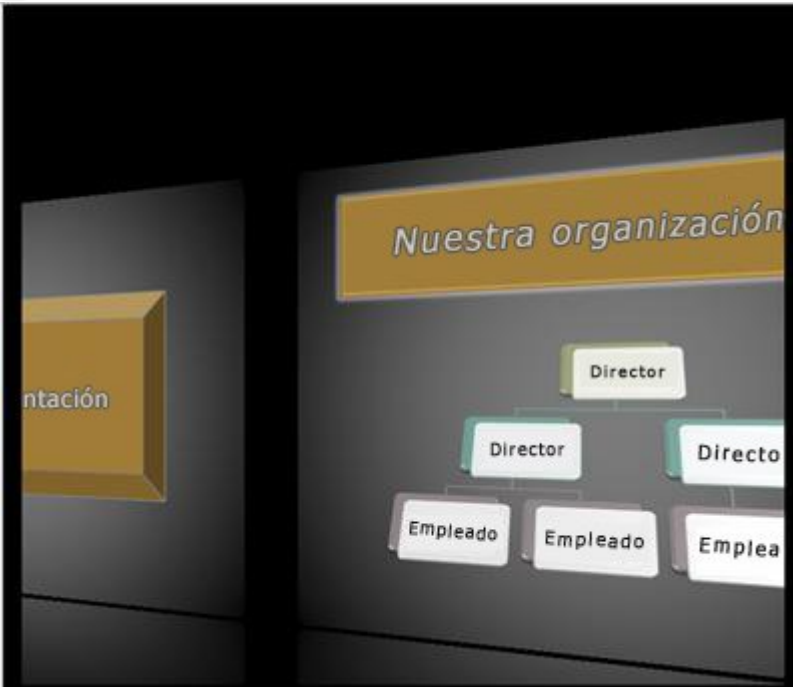 Nuestra organización
ntación
Director
Director Directo
Empleado Empleado Emplea